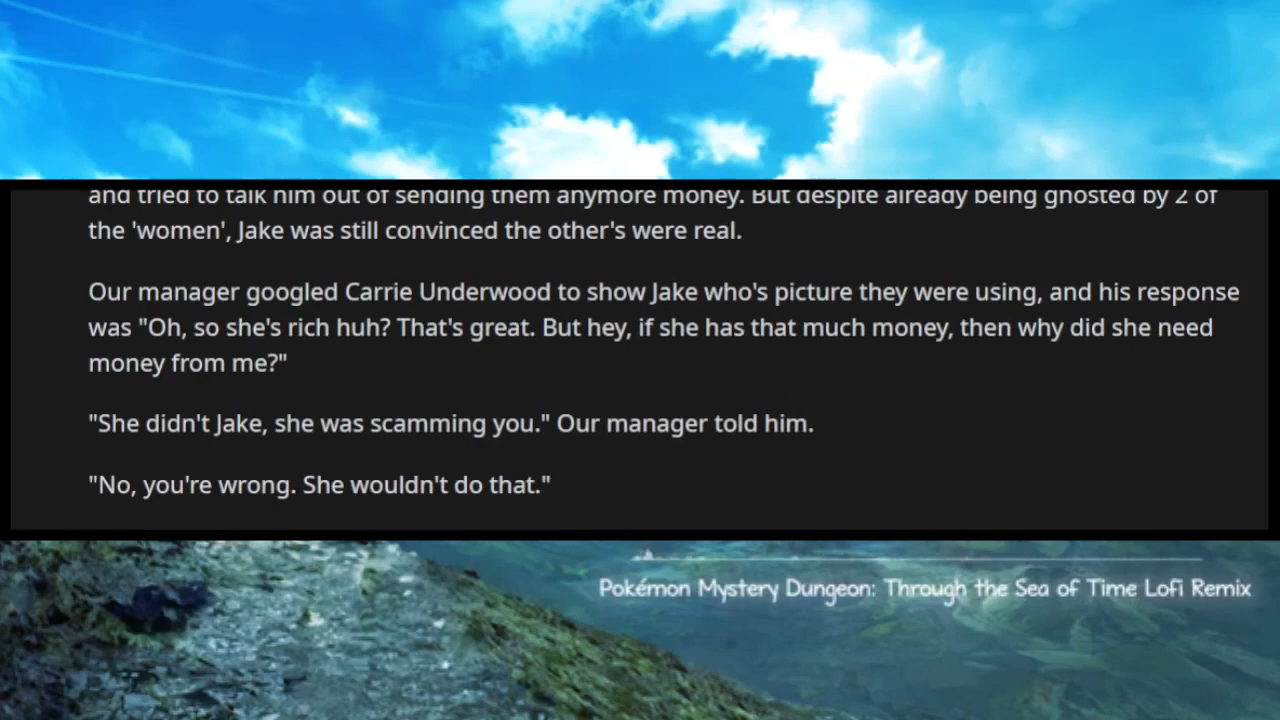 and tried to talk him out of sending them anymore money. But despite already being ghosted by 2 of
the 'women', Jake was still convinced the other's were real.
Our manager googled Carrie Underwood to show Jake who's picture they were using, and his response
was "Oh, so she's rich huh? That's great. But hey, if she has that much money, then why did she need
money from me?"
"She didn't Jake, she was scamming you." Our manager told him.
"No, you're wrong. She wouldn't do that."
Pokémon Mystery Dungeon: Through the Sea of Time Lofi Remix